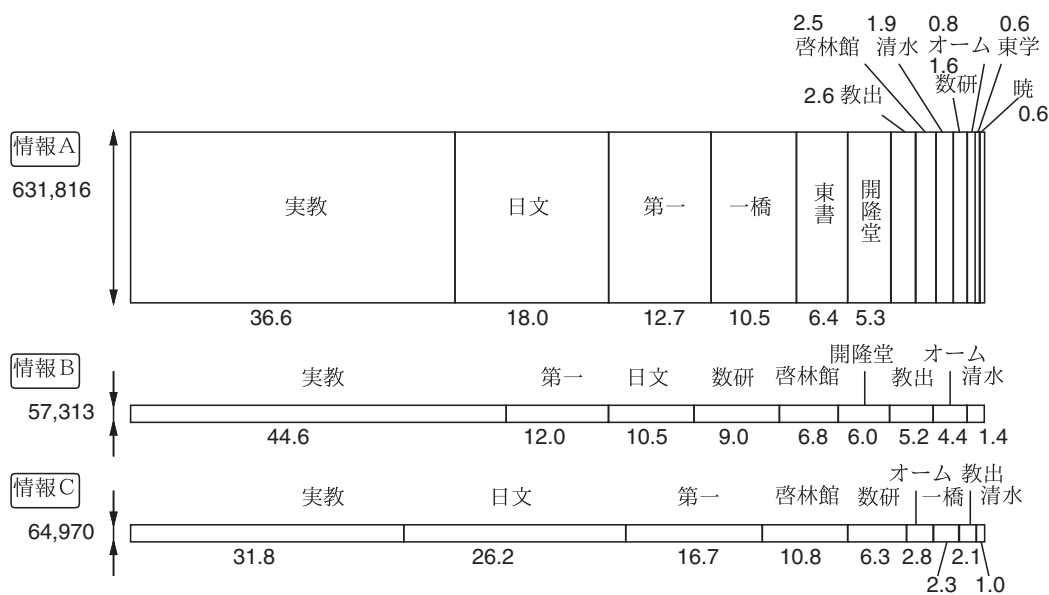 2.5 1.9 0.8 0.6
啓林館 清水 オーム 東学
1.6
2.6 教出 数研 暁
0.6
情報A
631,816
実教 日文 第一 一橋 東書 開隆堂
36.6 18.0 12.7 10.5 6.4 5.3
開隆堂 オーム
情報B
実教 第一 日文 数研 啓林館 教出 清水
57,313
44.6 12.0 10.5 9.0 6.8 6.0 5.2 4.4 1.4
オーム 教出
情報C
実教 日文 第一 啓林館 数研 一橋 清水
64,970
31.8 26.2 16.7 10.8 6.3 2.8 2.1
2.3 1.0